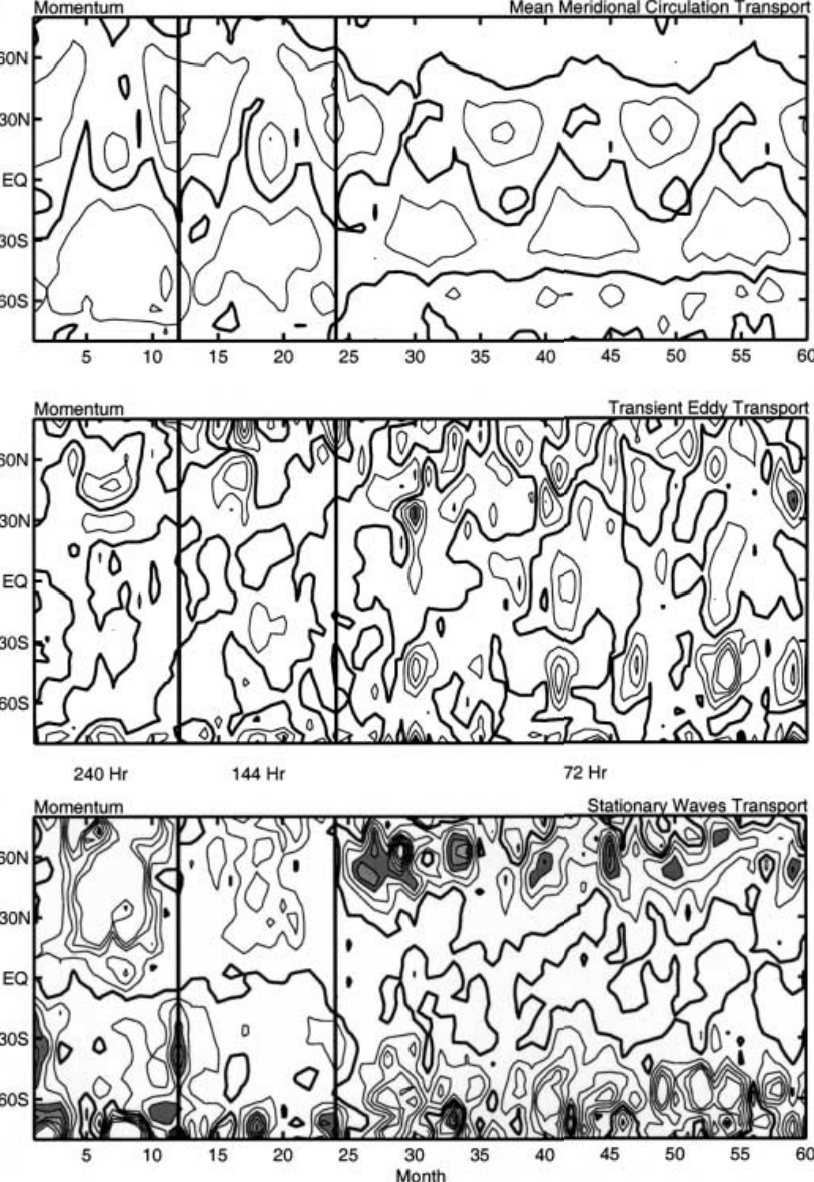 Momentum Mean Meridional Circulation Transport
60N
30N
EQ
30S
60S
5 10 15 20 25 30 35 40 45 50 55 60
Momentum Transient Eddy Transport
60N
30N
EQ
30S
60S
240 Hr 144 Hr 72 Hr
Momentum Stationary Waves Transport
60N
30N
EQ
30S
60S
5 10 15 20 25 30 35 40 45 50 55 60
Month